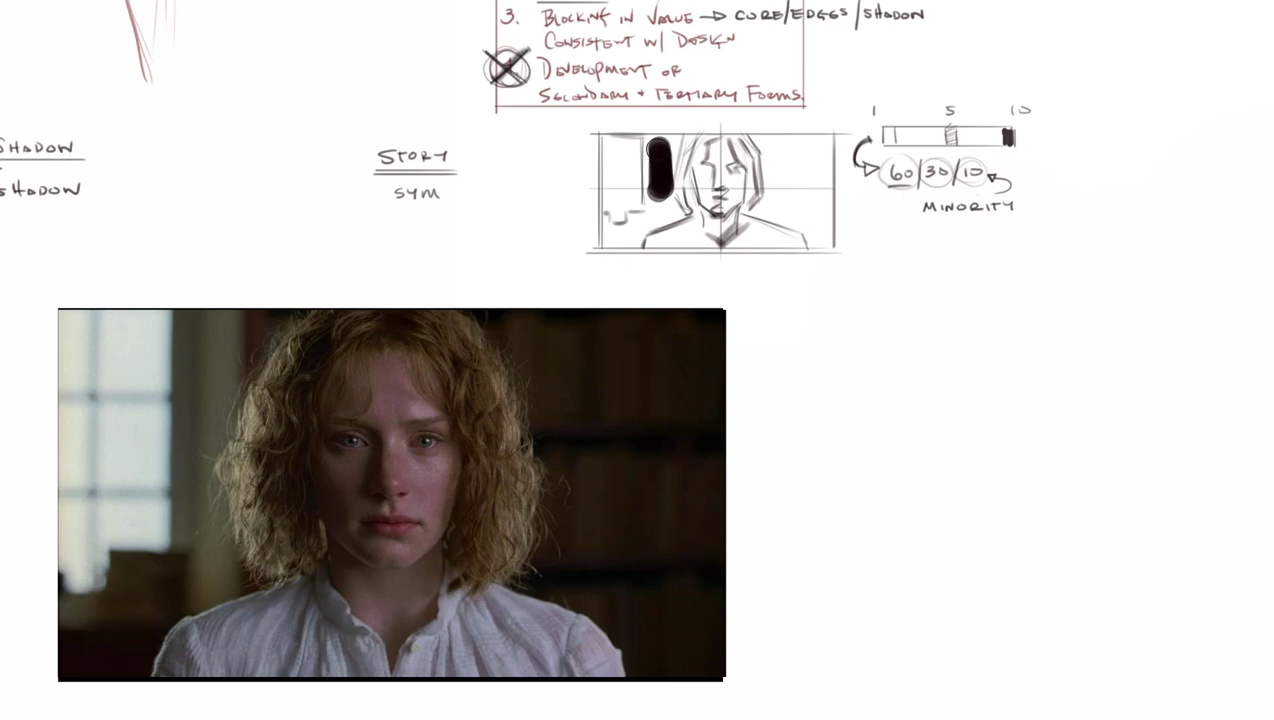 3. BLOCKING IN VALUE → CORE/EDGES/SHADOW
CONSISTENT W/ DESIGN
DEVELOPMENT OF
SECONDARY + TERTIARY FORMS.
1 5 10
SHADOW
SHADOW
STORY
SYM
60/30/10
MINORITY